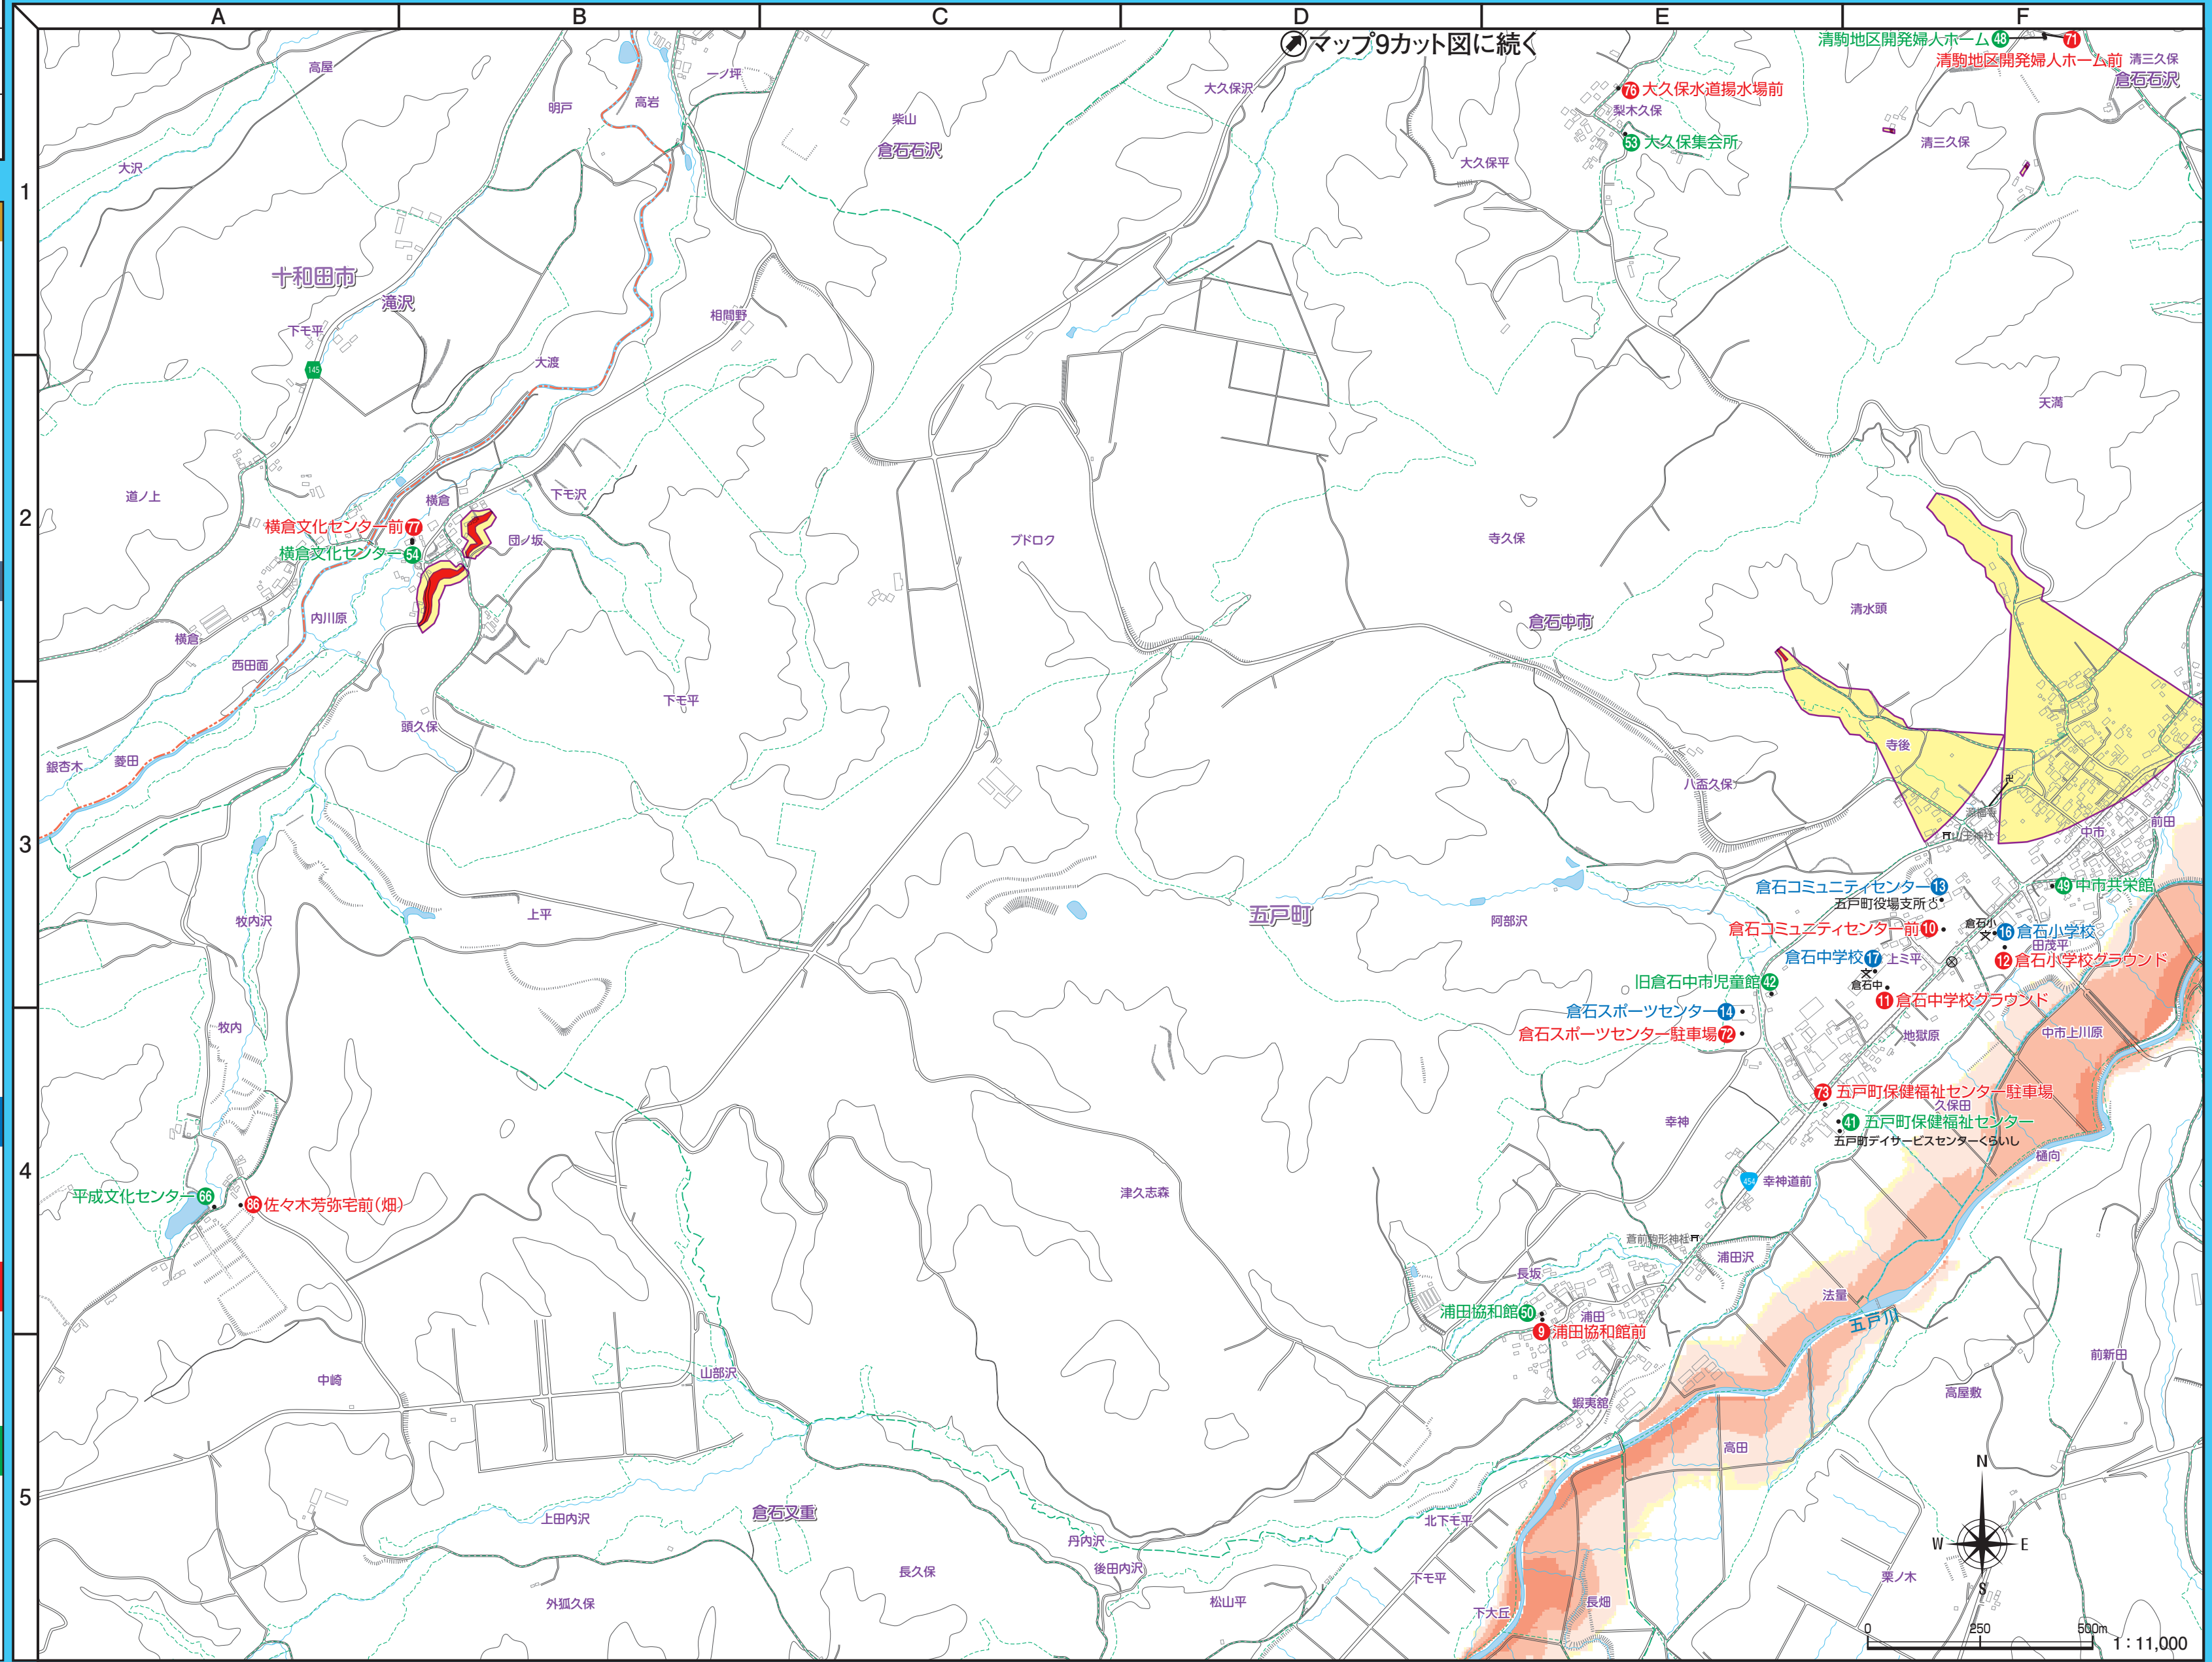 A B C D E F
マップ9カット図に続く
清駒地区開発婦人ホーム 48 71
清駒地区開発婦人ホーム前
清三久保
倉石石沢
高屋
一ノ坪
明戸
高岩
柴山
倉石石沢
大久保沢
76 大久保水道揚水場前
梨木久保
53 大久保集会所
大久保平
清三久保
大沢
1
十和田市
滝沢
下モ平
相間野
大渡
145
天満
道ノ上
横倉
下モ沢
2
横倉文化センター前 77
横倉文化センター 54
団ノ坂
ブドロク
寺久保
清水頭
内川原
横倉
倉石中市
西田面
下モ平
頭久保
寺後
銀杏木
菱田
八盃久保
中市
前田
山王神社
3
倉石コミュニティセンター 13
49 中市共栄館
五戸町役場支所
牧内沢
上平
五戸町
阿部沢
倉石コミュニティセンター前 10
倉石小
16 倉石小学校
田茂平
倉石中学校 17
上ミ平
12 倉石小学校グラウンド
旧倉石中市児童館 42
倉石中
11 倉石中学校グラウンド
倉石スポーツセンター 14
倉石スポーツセンター駐車場 72
牧内
地獄原
中市上川原
73 五戸町保健福祉センター駐車場
久保田
幸神
41 五戸町保健福祉センター
五戸町デイサービスセンターくらいし
樋向
4
454
幸神道前
平成文化センター 66
86 佐々木芳弥宅前(畑)
津久志森
蒼前駒形神社
浦田沢
長坂
法量
浦田協和館 50
浦田
9 浦田協和館前
五戸川
山部沢
中崎
前新田
高屋敷
蝦夷舘
高田
5
倉石又重
上田内沢
北下モ平
丹内沢
後田内沢
長久保
下モ平
栗ノ木
外狐久保
松山平
下大丘
長畑
N
W E
S
0 250 500m
1:11,000